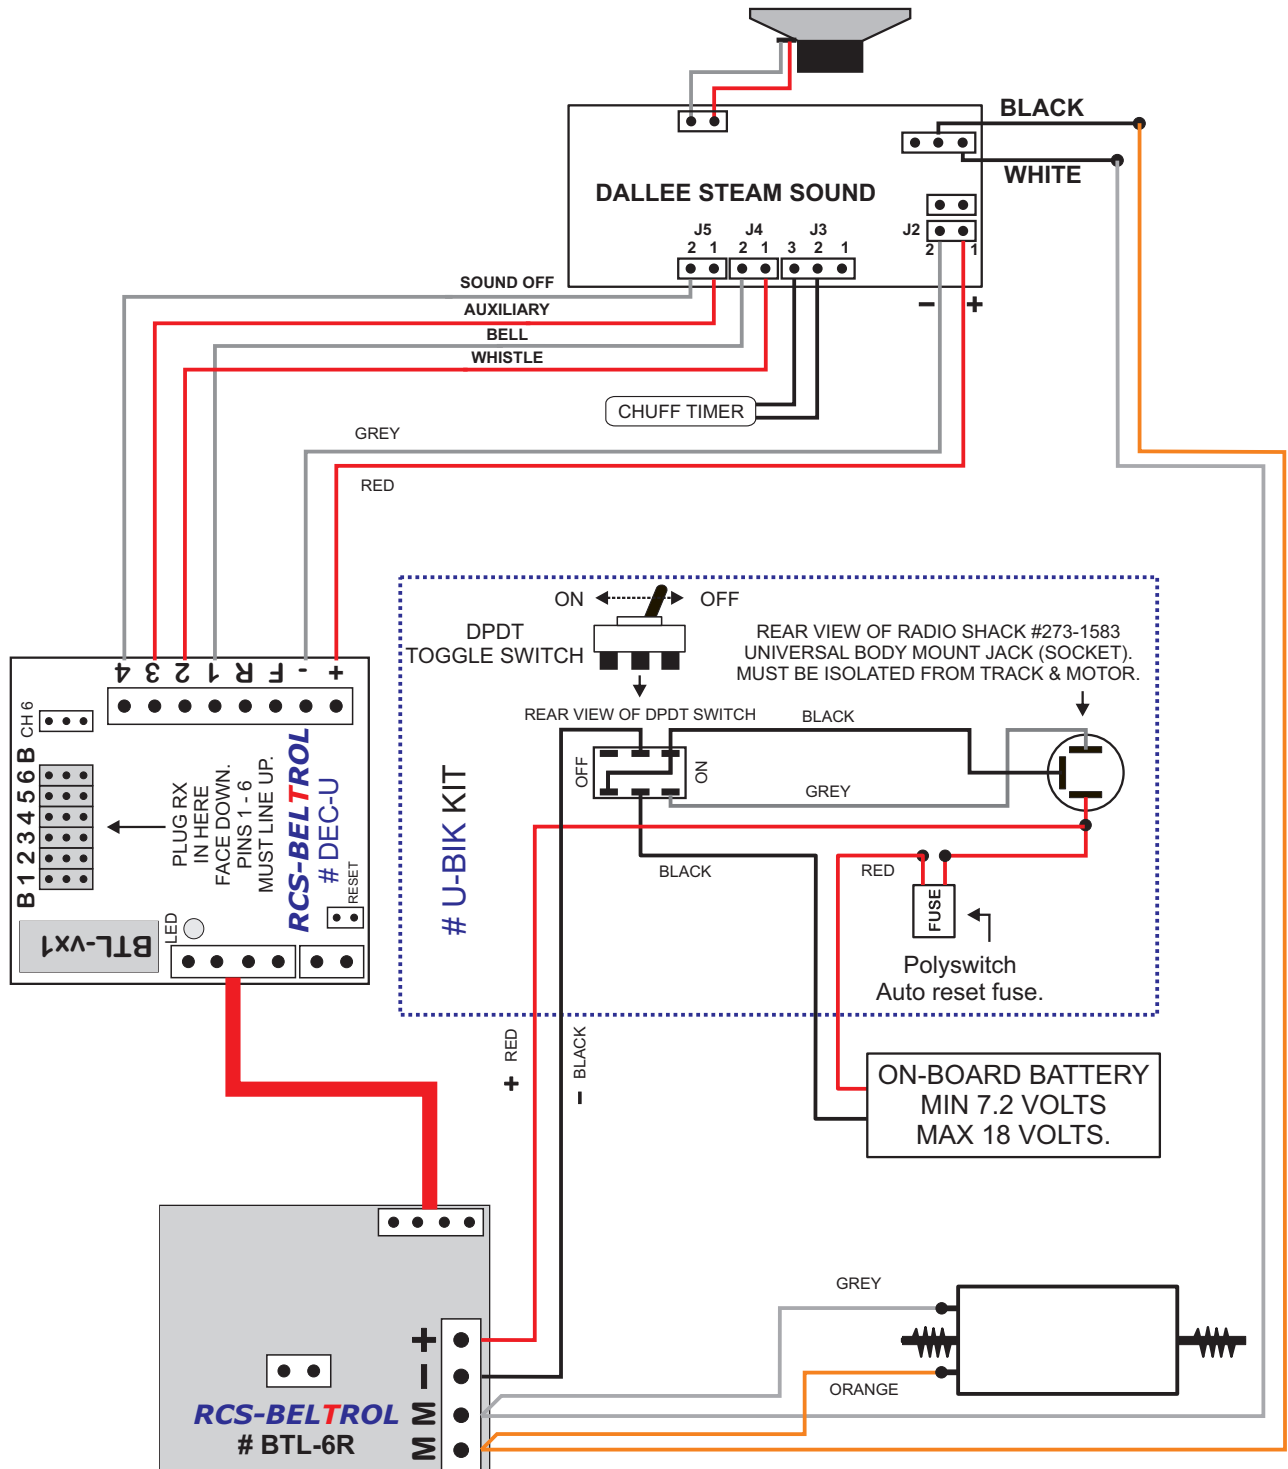 BLACK
WHITE
DALLEE STEAM SOUND
J5 J4 J3
2 1 2 1 3 2 1
J2
2 1
- +
SOUND OFF
AUXILIARY
BELL
WHISTLE
CHUFF TIMER
GREY
RED
ON OFF
DPDT
TOGGLE SWITCH
REAR VIEW OF RADIO SHACK #273-1583
UNIVERSAL BODY MOUNT JACK (SOCKET).
MUST BE ISOLATED FROM TRACK & MOTOR.
REAR VIEW OF DPDT SWITCH
BLACK
OFF
ON
GREY
BLACK
RED
FUSE
Polyswitch
Auto reset fuse.
# U-BIK KIT
4 3 2 1 R F - +
CH 6
B 1 2 3 4 5 6 B
PLUG RX
IN HERE
FACE DOWN.
PINS 1 - 6
MUST LINE UP.
RCS-BELTROL
# DEC-U
RESET
LED
BTL-vx1
+ RED
- BLACK
ON-BOARD BATTERY
MIN 7.2 VOLTS
MAX 18 VOLTS.
GREY
ORANGE
+
-
M
M
RCS-BELTROL
# BTL-6R